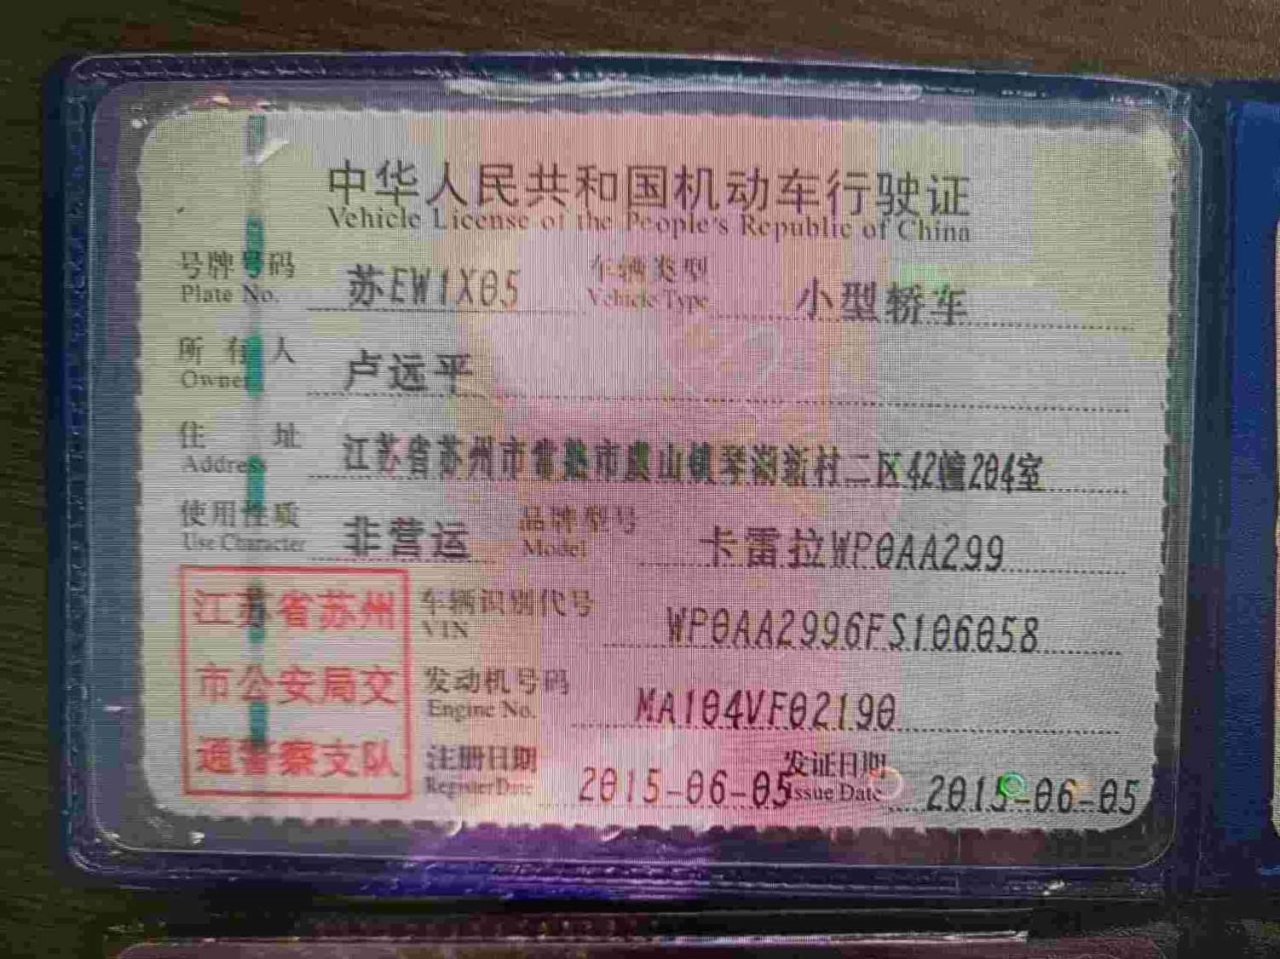 中华人民共和国机动车行驶证
Vehicle License of the People's Republic of China
号牌号码 苏EW1X05 车辆类型 小型轿车
Plate No. Vehicle Type
所有人 卢远平
Owner
住址 江苏省苏州市常熟市虞山镇琴湖新村二区42幢204室
Address
使用性质 非营运 品牌型号 卡雷拉WP0AA299
Use Character Model
江苏省苏州
市公安局交
通警察支队
车辆识别代号 WP0AA2996FS106058
VIN
发动机号码 MA104VF02190
Engine No.
注册日期 2015-06-05 发证日期 2015-06-05
Register Date Issue Date